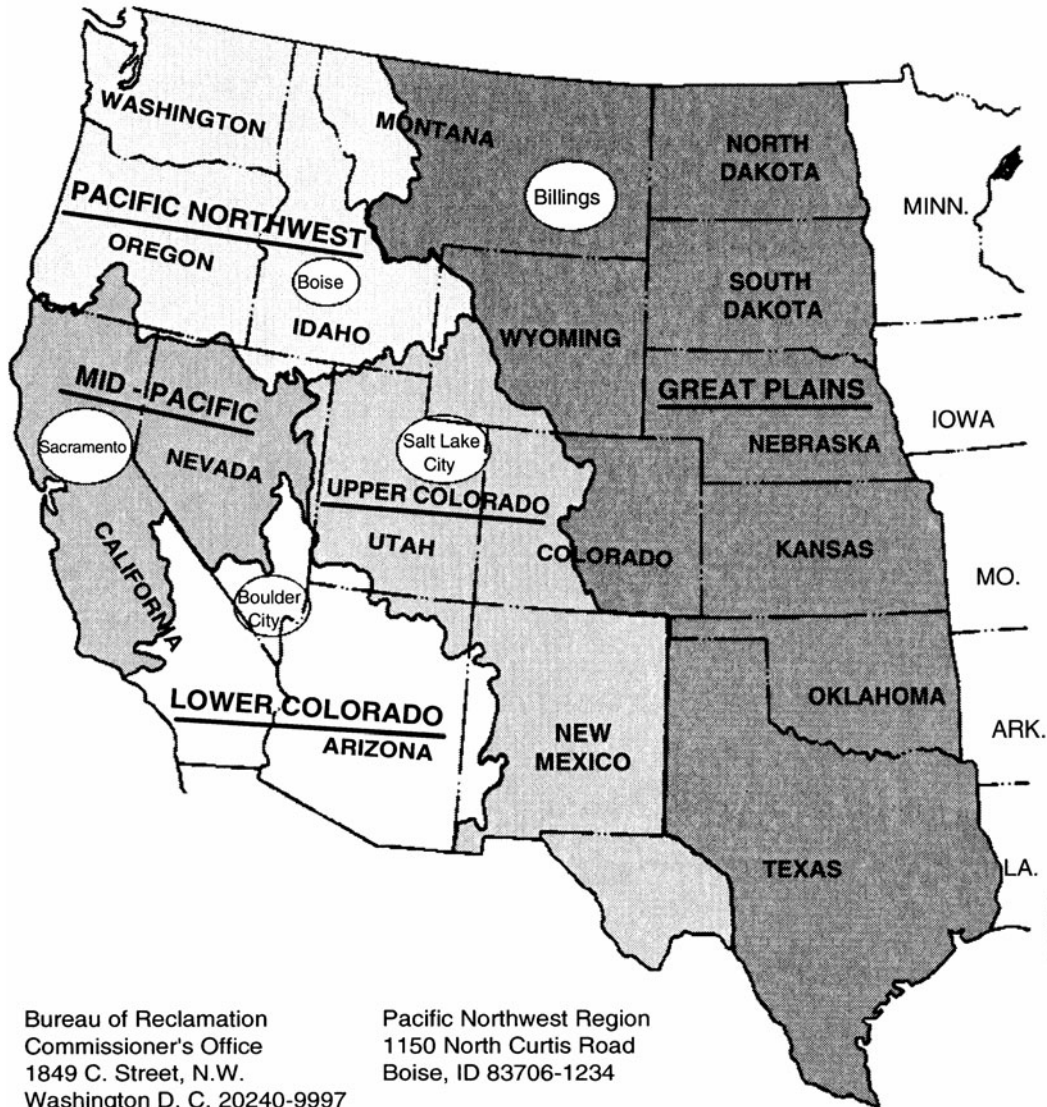 WASHINGTON
MONTANA
NORTH
DAKOTA
Billings
MINN.
PACIFIC NORTHWEST
OREGON
Boise
IDAHO
SOUTH
DAKOTA
WYOMING
MID - PACIFIC
GREAT PLAINS
IOWA
Sacramento
NEVADA
Salt Lake
City
NEBRASKA
UPPER COLORADO
UTAH
COLORADO
KANSAS
CALIFORNIA
MO.
Boulder
City
LOWER COLORADO
ARIZONA
NEW
MEXICO
OKLAHOMA
ARK.
TEXAS
LA.
Bureau of Reclamation
Commissioner's Office
1849 C. Street, N.W.
Washington D. C. 20240-9997
Pacific Northwest Region
1150 North Curtis Road
Boise, ID 83706-1234